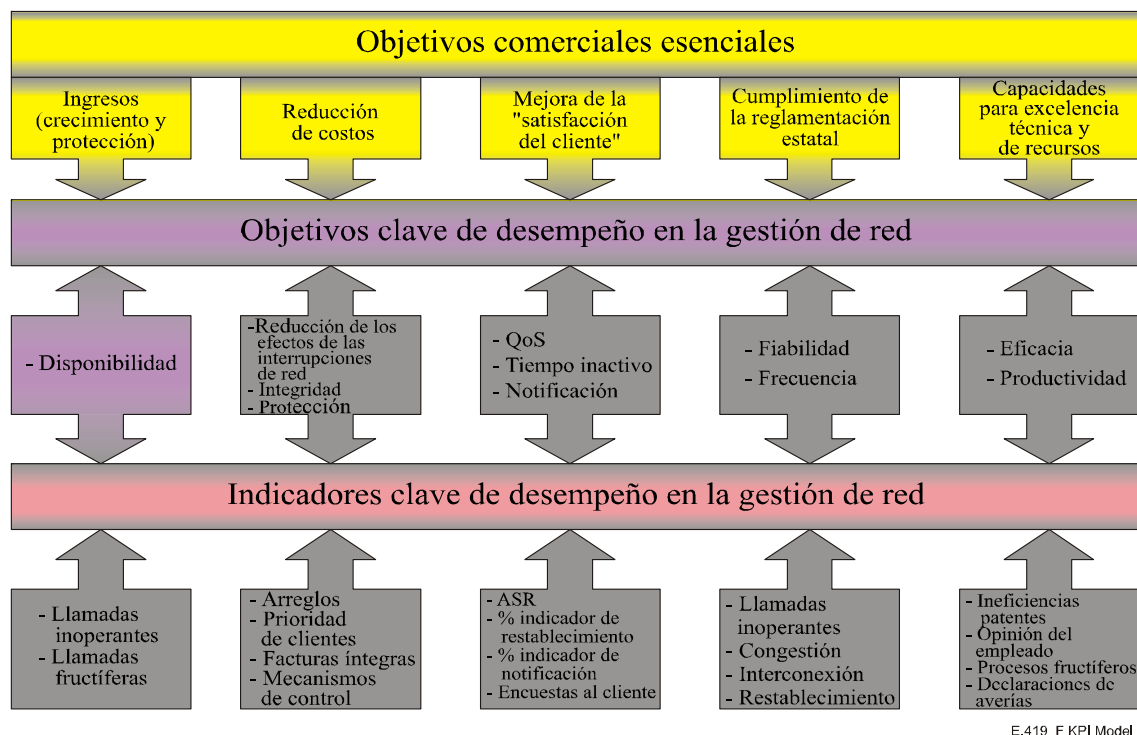 Objetivos comerciales esenciales
Ingresos
(crecimiento y
protección)
Reducción
de costos
Mejora de la
"satisfacción
del cliente"
Cumplimiento de
la reglamentación
estatal
Capacidades
para excelencia
técnica y
de recursos
Objetivos clave de desempeño en la gestión de red
- Disponibilidad
-Reducción de los
efectos de las
interrupciones
de red
- Integridad
- Protección
- QoS
- Tiempo inactivo
- Notificación
- Fiabilidad
- Frecuencia
- Eficacia
- Productividad
Indicadores clave de desempeño en la gestión de red
- Llamadas
inoperantes
- Llamadas
fructíferas
- Arreglos
- Prioridad
de clientes
- Facturas íntegras
- Mecanismos
de control
- ASR
- % indicador de
restablecimiento
- % indicador de
notificación
- Encuestas al cliente
- Llamadas
inoperantes
- Congestión
- Interconexión
- Restablecimiento
- Ineficiencias
patentes
- Opinión del
empleado
- Procesos fructíferos
- Declaraciones de
averías
E.419_F KPI Model